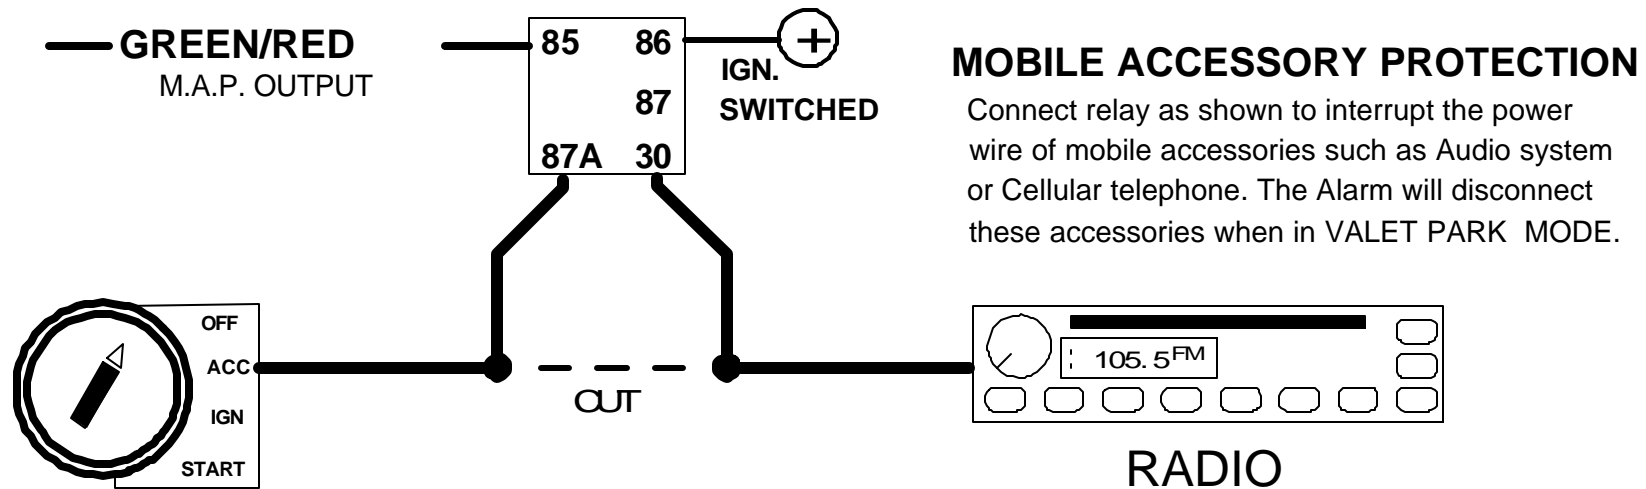 GREEN/RED
M.A.P. OUTPUT
85 86
87
87A 30
+
IGN.
SWITCHED
MOBILE ACCESSORY PROTECTION
Connect relay as shown to interrupt the power
wire of mobile accessories such as Audio system
or Cellular telephone. The Alarm will disconnect
these accessories when in VALET PARK MODE.
OFF
ACC
IGN
START
CUT
105.5FM
RADIO